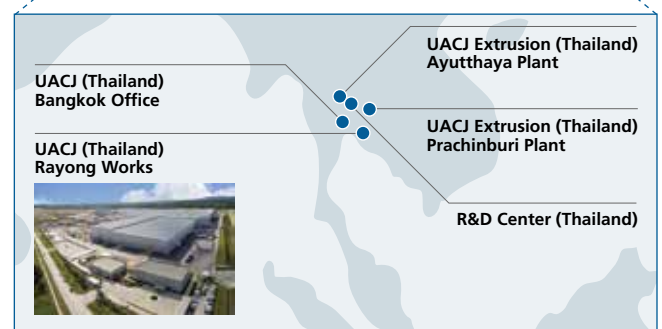 UACJ (Thailand)
Bangkok Office
UACJ (Thailand)
Rayong Works
UACJ Extrusion (Thailand)
Ayutthaya Plant
UACJ Extrusion (Thailand)
Prachinburi Plant
R&D Center (Thailand)